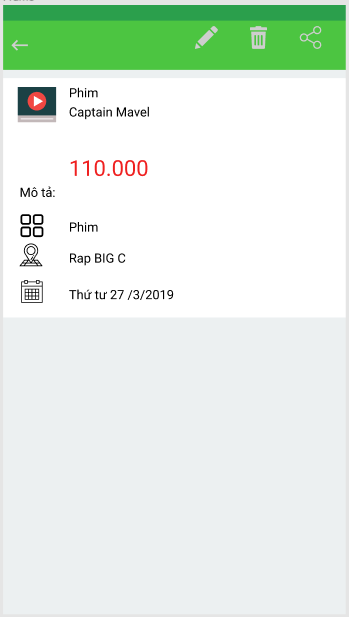 Phim
Captain Mavel
110.000
Mô tả:
Phim
Rap BIG C
Thứ tư 27 /3/2019